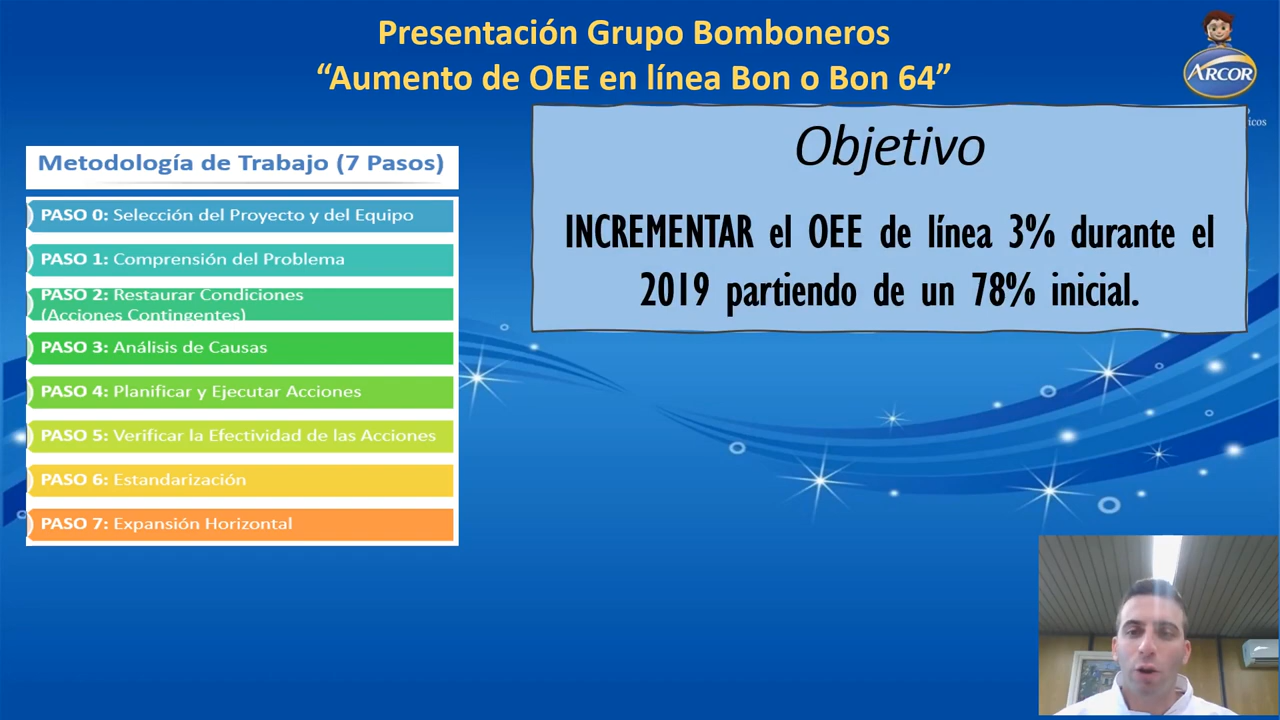 Presentación Grupo Bomboneros
“Aumento de OEE en línea Bon o Bon 64”
ARCOR
icos
Metodología de Trabajo (7 Pasos)
PASO 0: Selección del Proyecto y del Equipo
PASO 1: Comprensión del Problema
PASO 2: Restaurar Condiciones
(Acciones Contingentes)
PASO 3: Análisis de Causas
PASO 4: Planificar y Ejecutar Acciones
PASO 5: Verificar la Efectividad de las Acciones
PASO 6: Estandarización
PASO 7: Expansión Horizontal
Objetivo
INCREMENTAR el OEE de línea 3% durante el
2019 partiendo de un 78% inicial.